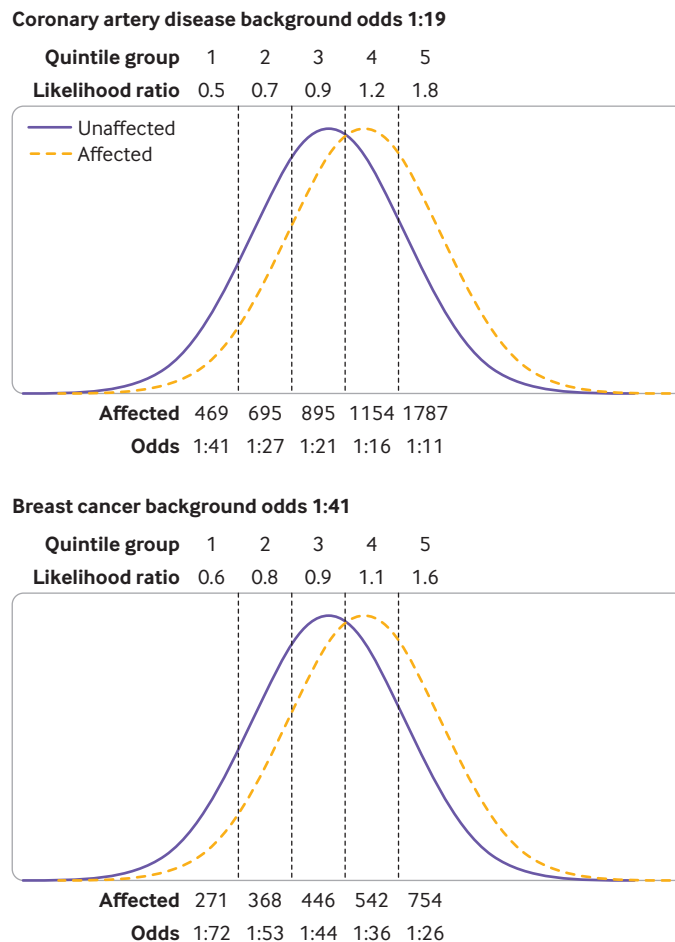 Coronary artery disease background odds 1:19
Quintile group 1 2 3 4 5
Likelihood ratio 0.5 0.7 0.9 1.2 1.8
Unaffected
Affected
Affected 469 695 895 1154 1787
Odds 1:41 1:27 1:21 1:16 1:11
Breast cancer background odds 1:41
Quintile group 1 2 3 4 5
Likelihood ratio 0.6 0.8 0.9 1.1 1.6
Affected 271 368 446 542 754
Odds 1:72 1:53 1:44 1:36 1:26